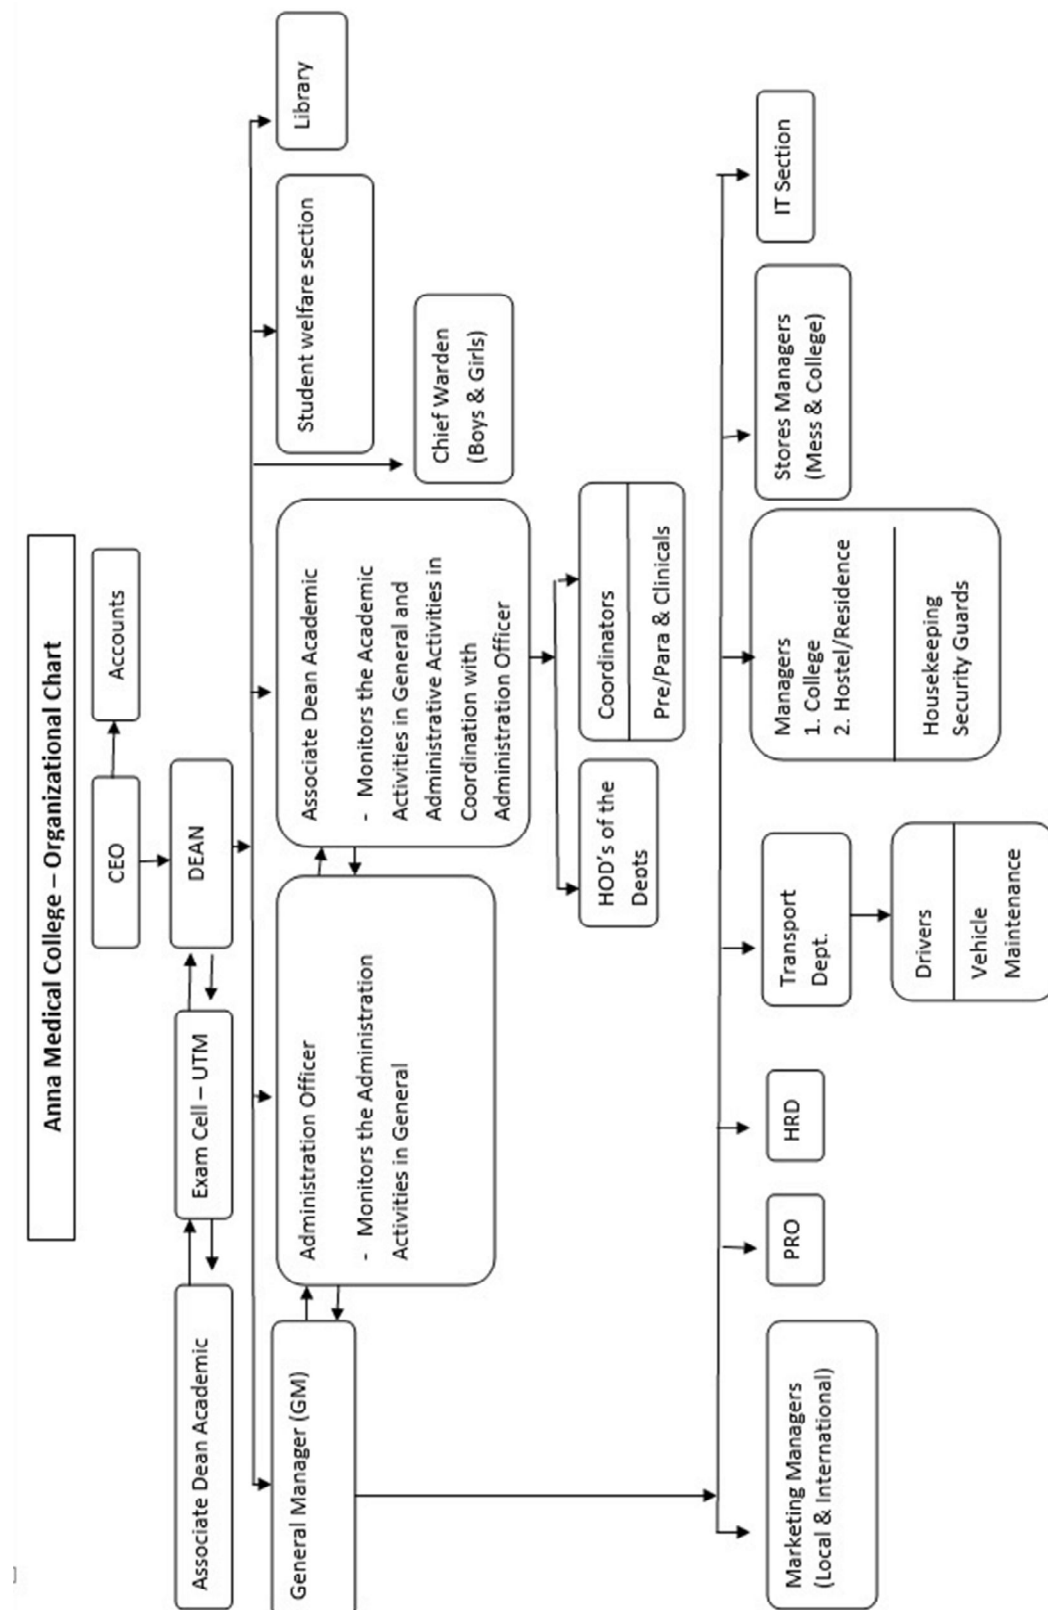 Anna Medical College – Organizational Chart
CEO
Accounts
Associate Dean Academic
Exam Cell – UTM
DEAN
General Manager (GM)
Administration Officer
- Monitors the Administration
Activities in General
Associate Dean Academic
- Monitors the Academic
Activities in General and
Administrative Activities in
Coordination with
Administration Officer
Student welfare section
Library
Chief Warden
(Boys & Girls)
HOD's of the
Deots
Coordinators
Pre/Para & Clinicals
Marketing Managers
(Local & International)
PRO
HRD
Transport
Dept.
Drivers
Vehicle
Maintenance
Managers
1. College
2. Hostel/Residence
Housekeeping
Security Guards
Stores Managers
(Mess & College)
IT Section